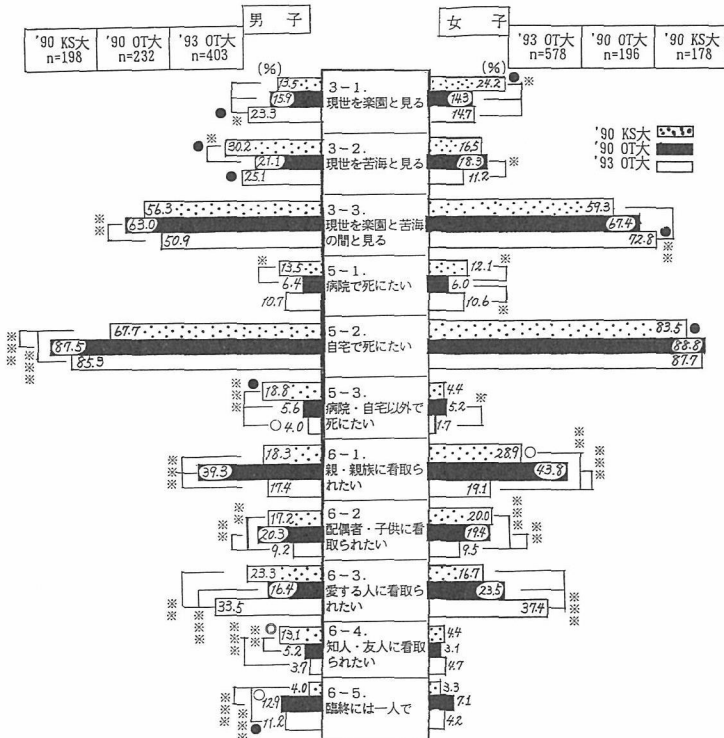 男 子
女 子
'90 KS大 '90 OT大 '93 OT大
n=198 n=232 n=403
'93 OT大 '90 OT大 '90 KS大
n=578 n=196 n=178
(%) (%)
'90 KS大
'90 OT大
'93 OT大
3-1.
現世を楽園と見る
13.5 24.2
15.9 14.3
23.3 14.7
3-2.
現世を苦海と見る
30.2 16.5
21.1 18.3
25.1 11.2
3-3.
現世を楽園と苦海
の間と見る
56.3 59.3
63.0 67.4
50.9 72.8
5-1.
病院で死にたい
13.5 12.1
6.4 6.0
10.7 10.6
5-2.
自宅で死にたい
67.7 83.5
87.5 88.8
85.3 87.7
5-3.
病院・自宅以外で
死にたい
18.8 4.4
5.6 5.2
4.0 1.7
6-1.
親・親族に看取ら
れたい
18.3 28.9
39.3 43.8
17.4 19.1
6-2
配偶者・子供に看
取られたい
17.2 20.0
20.3 19.4
9.2 9.5
6-3.
愛する人に看取ら
れたい
23.3 16.7
16.4 23.5
33.5 37.4
6-4.
知人・友人に看取
られたい
13.1 4.4
5.2 3.1
3.7 4.7
6-5.
臨終には一人で
4.0 3.3
12.9 7.1
11.2 4.2